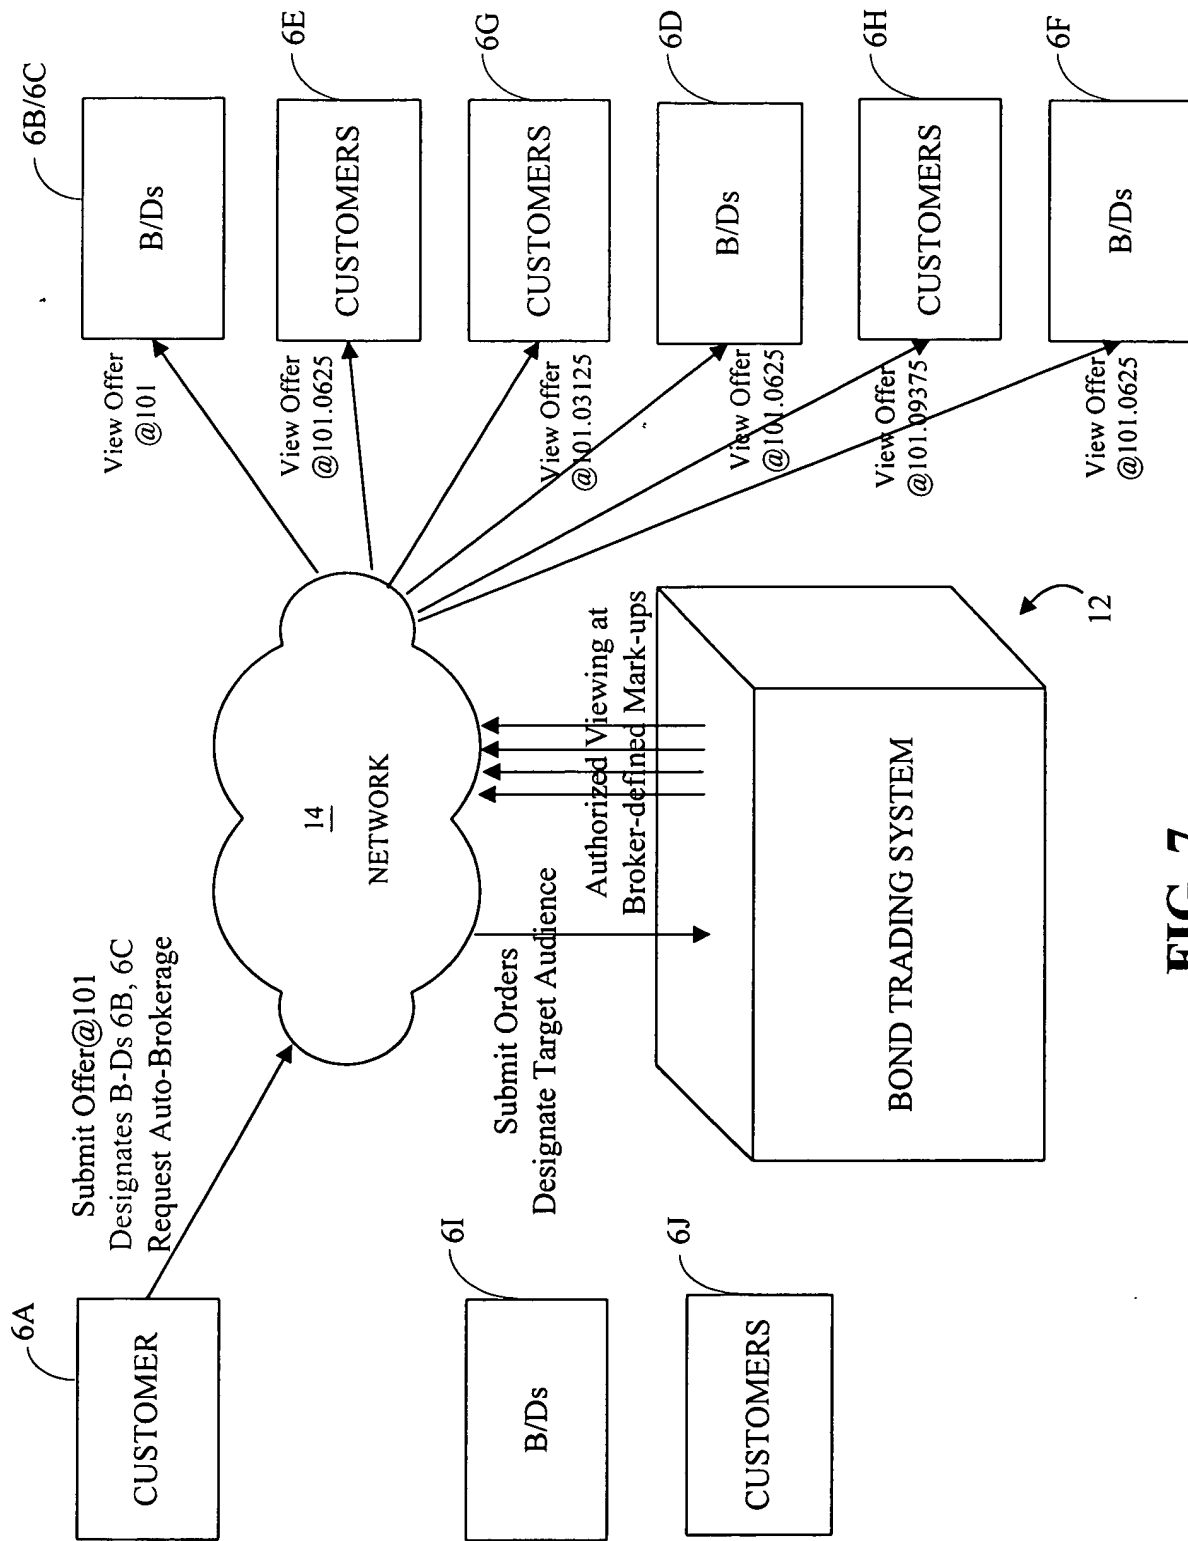 6A
CUSTOMER
Submit Offer@101
Designates B-Ds 6B, 6C
Request Auto-Brokerage
14
NETWORK
6B/6C
B/Ds
View Offer
@101
6E
CUSTOMERS
View Offer
@101.0625
6G
CUSTOMERS
View Offer
@101.03125
6D
B/Ds
View Offer
@101.0625
6H
CUSTOMERS
View Offer
@101.09375
6F
B/Ds
View Offer
@101.0625
6I
B/Ds
6J
CUSTOMERS
Submit Orders
Designate Target Audience
Authorized Viewing at
Broker-defined Mark-ups
BOND TRADING SYSTEM
12
FIG. 7